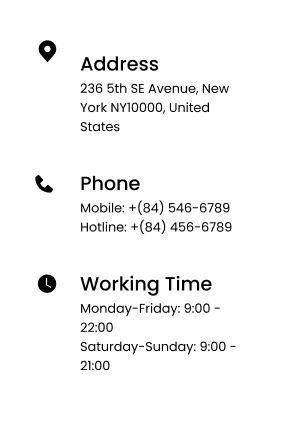 Address
236 5th SE Avenue, New
York NY10000, United
States
Phone
Mobile: +(84) 546-6789
Hotline: +(84) 456-6789
Working Time
Monday-Friday: 9:00 -
22:00
Saturday-Sunday: 9:00 -
21:00